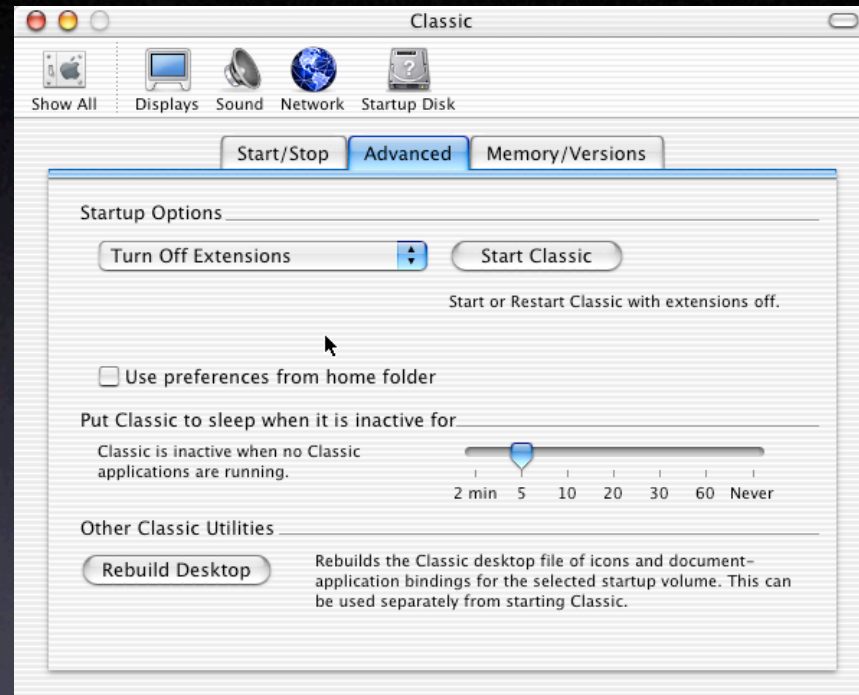 Classic
Show All Displays Sound Network Startup Disk
Start/Stop Advanced Memory/Versions
Startup Options
Turn Off Extensions Start Classic
Start or Restart Classic with extensions off.
Use preferences from home folder
Put Classic to sleep when it is inactive for
Classic is inactive when no Classic
applications are running.
2 min 5 10 20 30 60 Never
Other Classic Utilities
Rebuild Desktop
Rebuilds the Classic desktop file of icons and document-
application bindings for the selected startup volume. This can
be used separately from starting Classic.